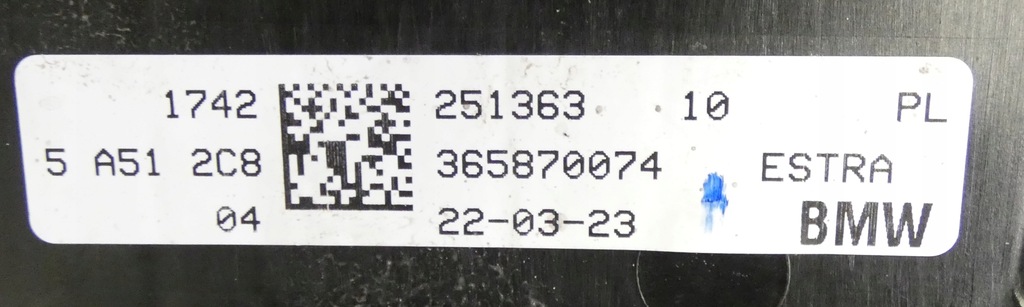 1742 251363 10 PL
5 A51 2C8 365870074 ESTRA
04 22-03-23 BMW